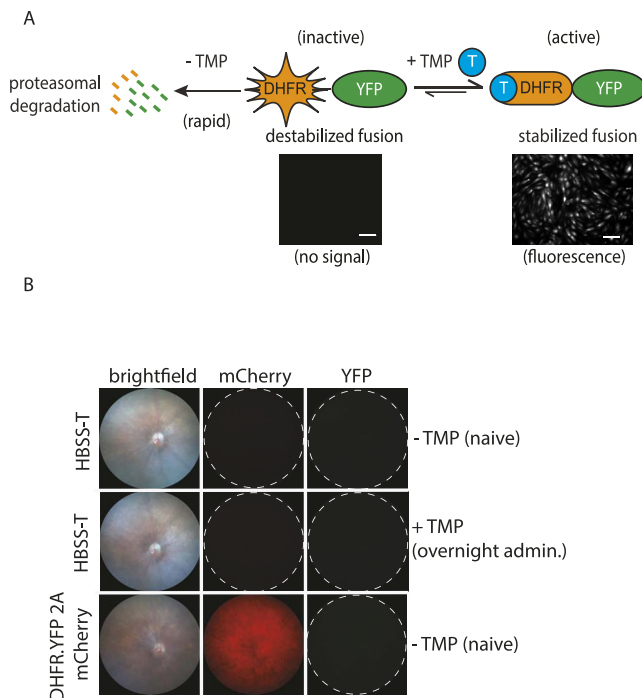 A
(inactive)
(active)
- TMP
+ TMP
T
proteasomal
degradation
DHFR
YFP
T
DHFR
YFP
(rapid)
destabilized fusion
stabilized fusion
(no signal)
(fluorescence)
B
brightfield
mCherry
YFP
HBSS-T
- TMP (naive)
HBSS-T
+ TMP
(overnight admin.)
DHFR.YFP 2A
mCherry
- TMP (naive)